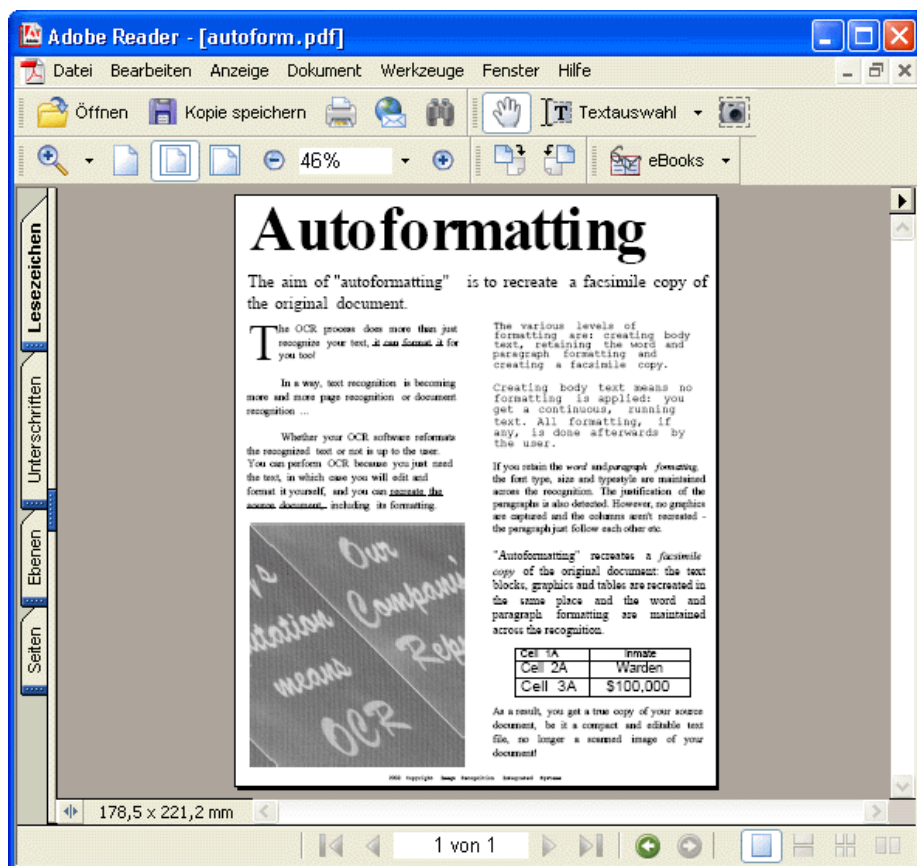 Adobe Reader - [autoform.pdf]
Datei Bearbeiten Anzeige Dokument Werkzeuge Fenster Hilfe
Öffnen Kopie speichern Textauswahl
46% eBooks
Lesezeichen
Unterschriften
Ebenen
Seiten
Autoformatting
The aim of "autoformatting" is to recreate a facsimile copy of
the original document.
The OCR process does more than just
recognize your text, it can format it for
you too!
In a way, text recognition is becoming
more and more page recognition or document
recognition ...
Whether your OCR software reformats
the recognized text or not is up to the user.
You can perform OCR because you just need
the text, in which case you will edit and
format it yourself, and you can recreate the
source document, including its formatting.
Our
Companis
Repu
utation
means
OCR
The various levels of
formatting are: creating body
text, retaining the word and
paragraph formatting and
creating a facsimile copy.
Creating body text means no
formatting is applied: you
get a continuous, running
text. All formatting, if
any, is done afterwards by
the user.
If you retain the word and paragraph formatting,
the font type, size and typestyle are maintained
across the recognition. The justification of the
paragraphs is also detected. However, no graphics
are captured and the columns aren't recreated -
the paragraph just follow each other etc.
"Autoformatting" recreates a facsimile
copy of the original document: the text
blocks, graphics and tables are recreated in
the same place and the word and
paragraph formatting are maintained
across the recognition.
Cell 1A Inmate
Cell 2A Warden
Cell 3A $100,000
As a result, you get a true copy of your source
document, be it a compact and editable text
file, no longer a scanned image of your
document!
Copyright Image Recognition Integrated Systems
178,5 x 221,2 mm
1 von 1